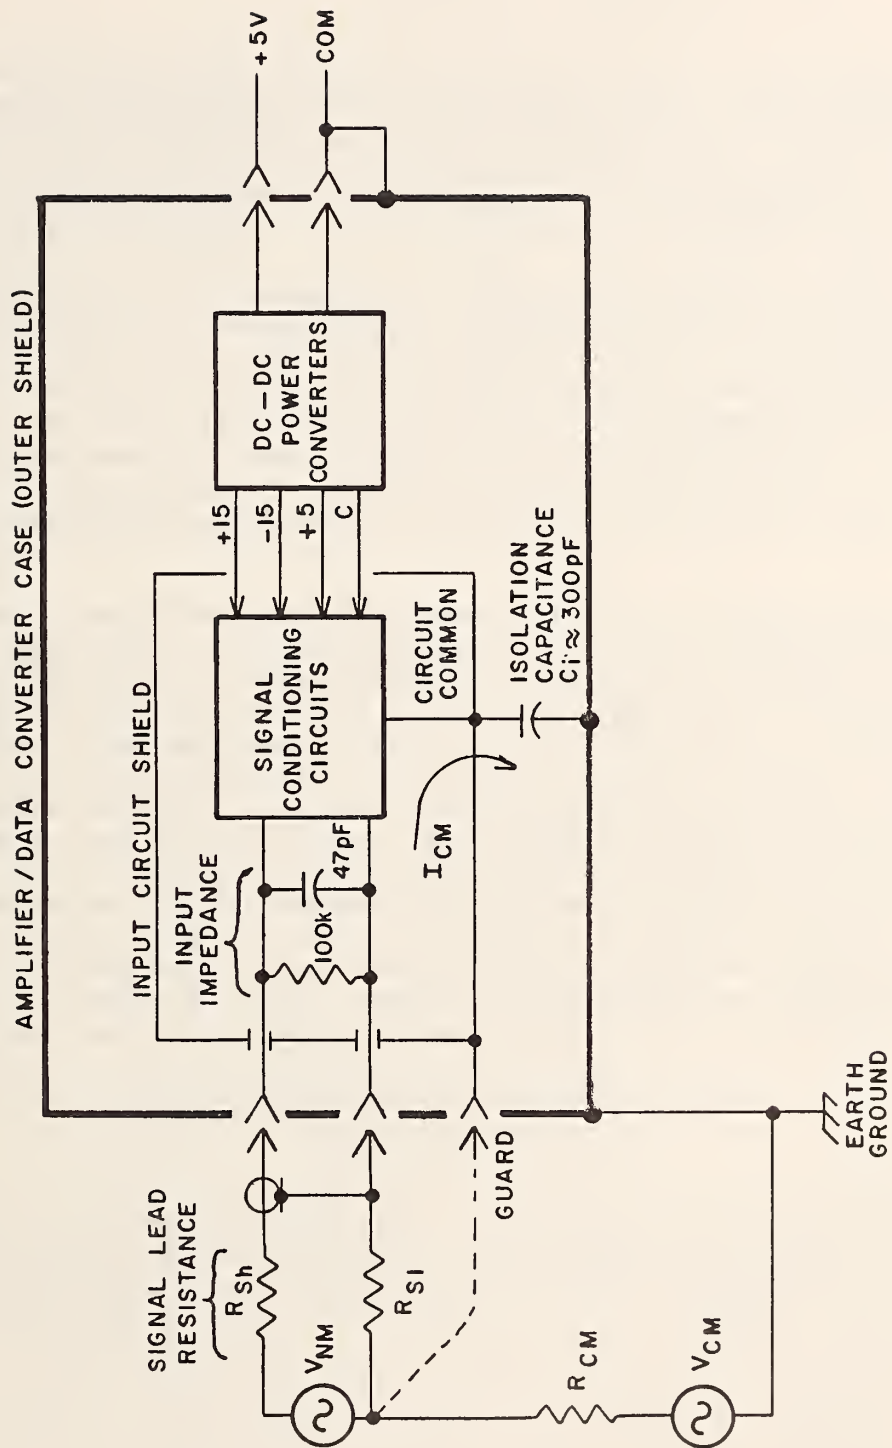 AMPLIFIER/DATA CONVERTER CASE (OUTER SHIELD)
INPUT CIRCUIT SHIELD
+5V
COM
DC-DC
POWER
CONVERTERS
+15
-15
+5
C
SIGNAL
CONDITIONING
CIRCUITS
INPUT
IMPEDANCE
100k
47pF
CIRCUIT
COMMON
ICM
ISOLATION
CAPACITANCE
Ci ≈ 300pF
SIGNAL LEAD
RESISTANCE
RSh
RSl
VNM
GUARD
RCM
VCM
EARTH
GROUND